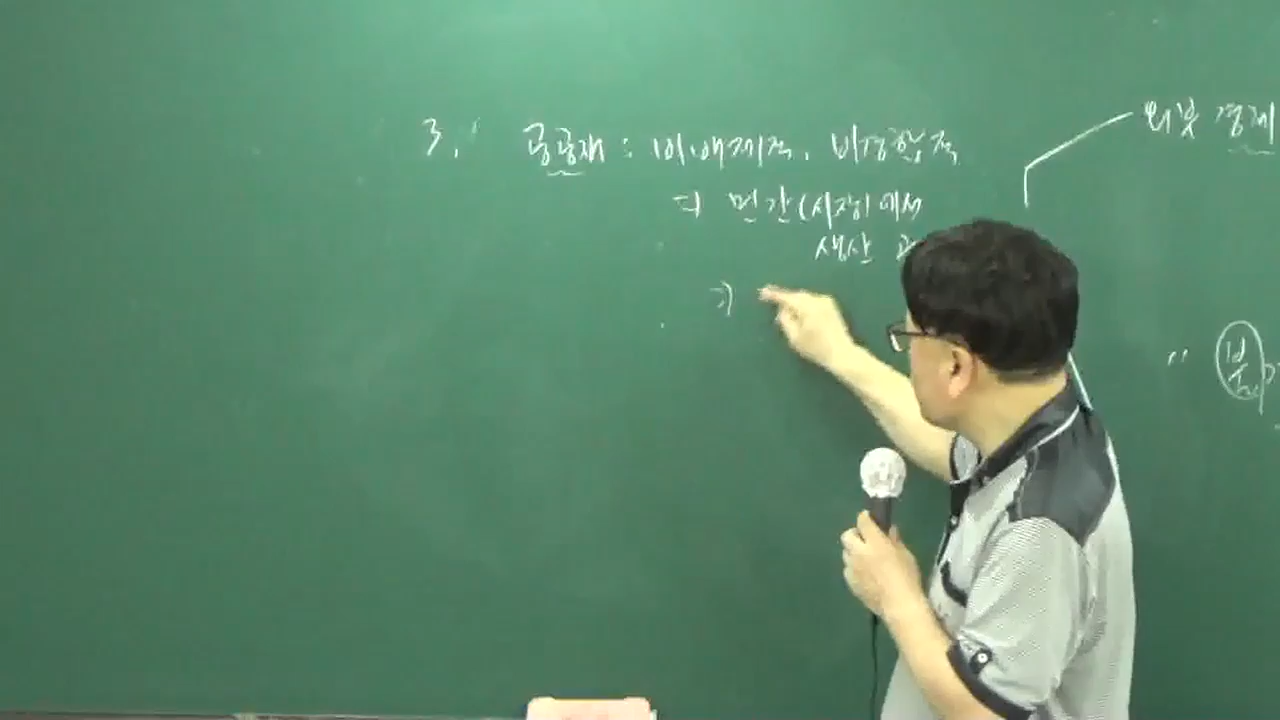 3. 공공재 : 비배제적, 비경합적
⇒ 민간(시장)에서
생산
⇒
외부 경제
" 불